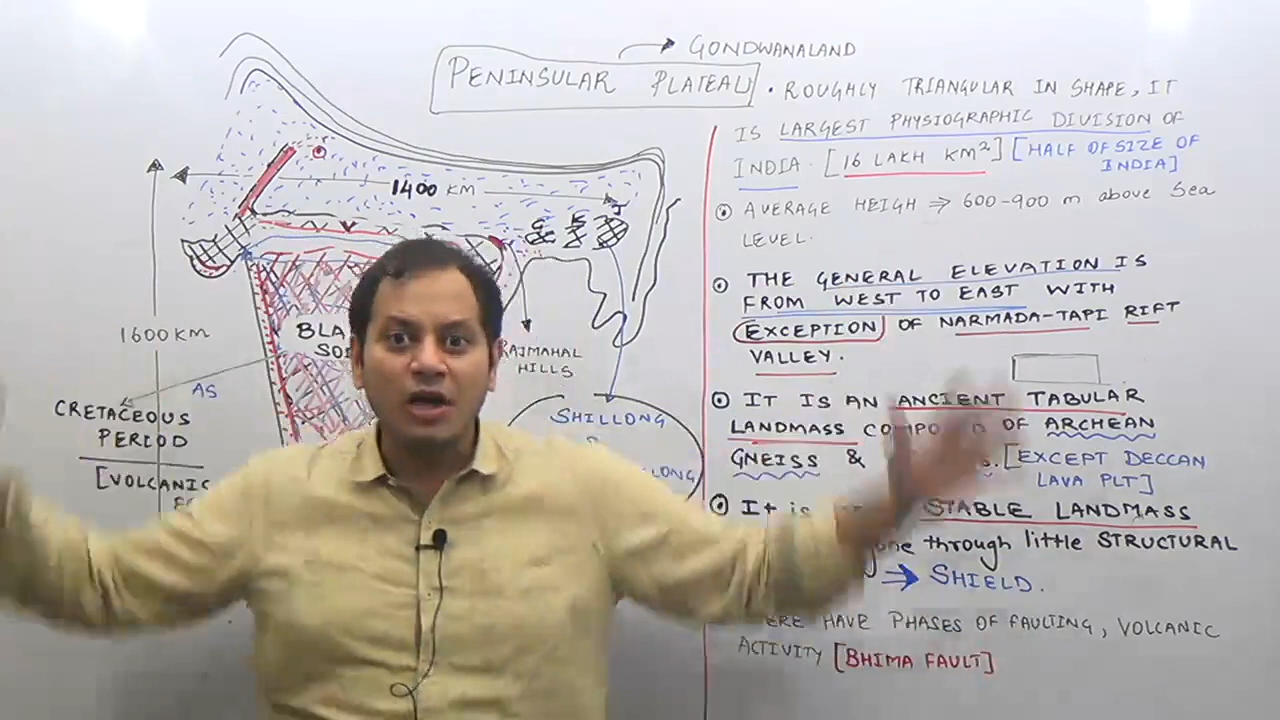 GONDWANALAND
PENINSULAR PLATEAU
• ROUGHLY TRIANGULAR IN SHAPE, IT
IS LARGEST PHYSIOGRAPHIC DIVISION OF
INDIA. [16 LAKH KM²] [HALF OF SIZE OF
INDIA]
AVERAGE HEIGH ⇒ 600-900 m above Sea
LEVEL.
THE GENERAL ELEVATION IS
FROM WEST TO EAST WITH
EXCEPTION OF NARMADA-TAPI RIFT
VALLEY.
IT IS AN ANCIENT TABULAR
LANDMASS OF ARCHEAN
GNEISS & [EXCEPT DECCAN
LAVA PLT]
It is STABLE LANDMASS
through little STRUCTURAL
⇒ SHIELD.
HAVE PHASES OF FAULTING, VOLCANIC
ACTIVITY [BHIMA FAULT]
1400 KM
1600 KM
C K J
RAJMAHAL
HILLS
AS
CRETACEOUS
PERIOD
[VOLCANIC
SHILLONG